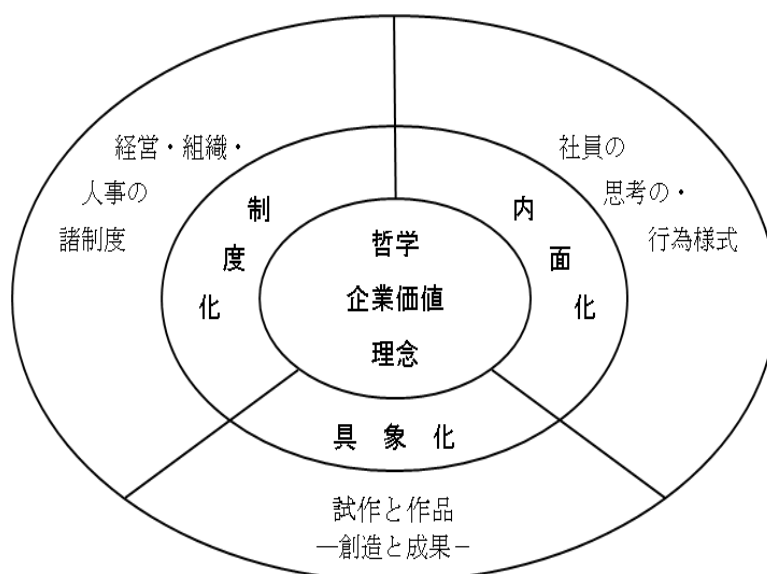 経営・組織・
人事の
諸制度
社員の
思考の・
行為様式
制度化
内面化
哲学
企業価値
理念
具象化
試作と作品
―創造と成果−